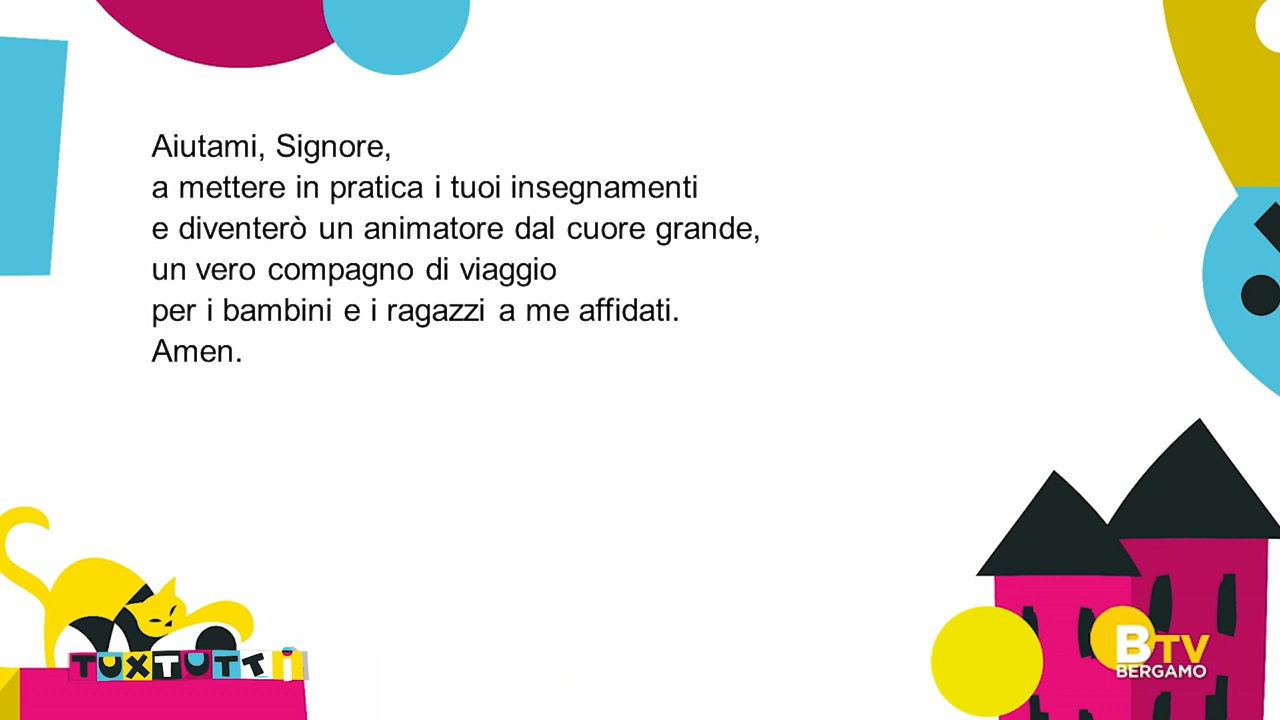 Aiutami, Signore,
a mettere in pratica i tuoi insegnamenti
e diventerò un animatore dal cuore grande,
un vero compagno di viaggio
per i bambini e i ragazzi a me affidati.
Amen.
TUXTUTTi
BTV
BERGAMO